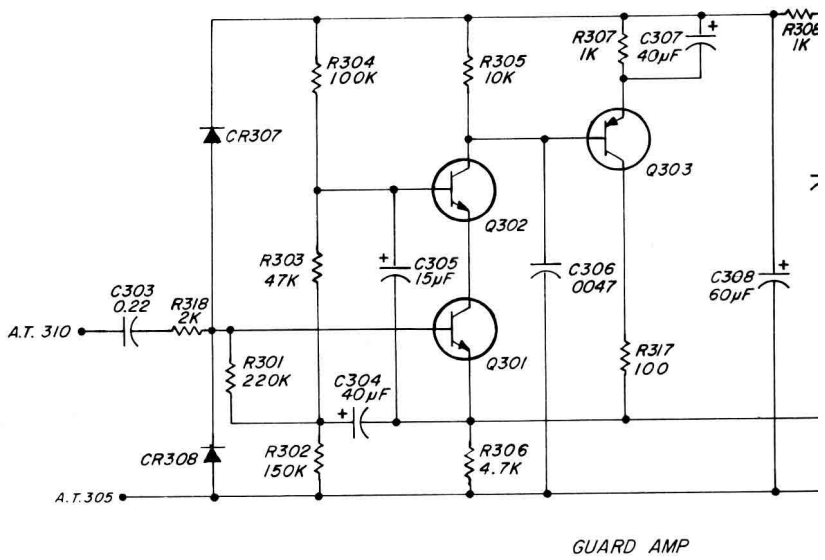 R304
100K
R305
10K
R307
1K
C307
40µF
+
R308
1K
CR307
Q302
Q303
R303
47K
+
C305
15µF
C306
.0047
C308
60µF
+
A.T. 310
C303
0.22
R318
2K
R301
220K
Q301
C304
40µF
+
R317
100
CR308
R302
150K
R306
4.7K
A.T.305
GUARD AMP